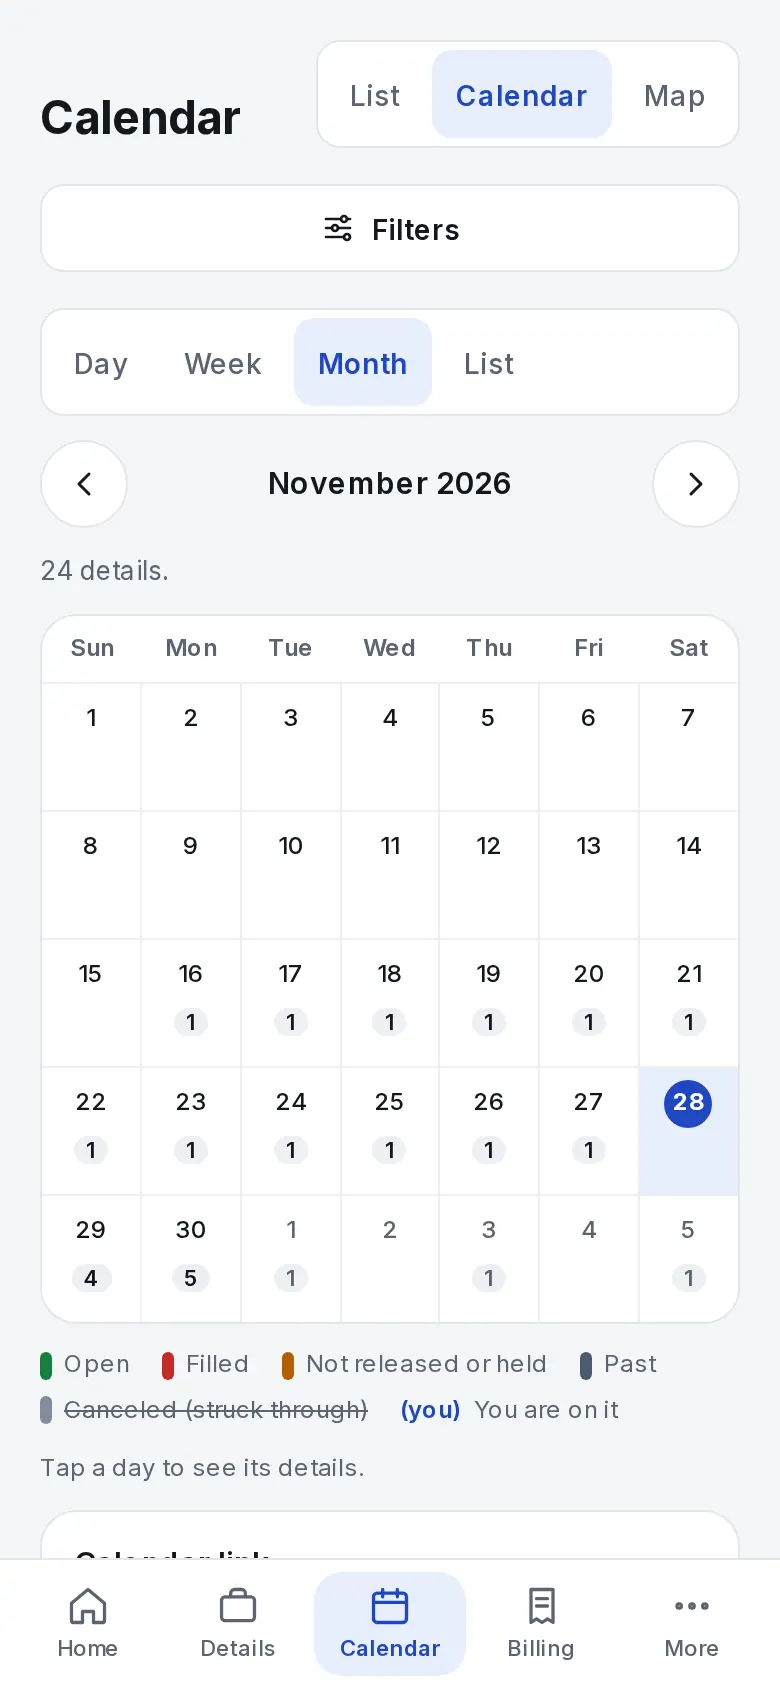 Calendar
List Calendar Map
Filters
Day Week Month List
November 2026
24 details.
Sun Mon Tue Wed Thu Fri Sat
1 2 3 4 5 6 7
8 9 10 11 12 13 14
15 16 17 18 19 20 21
1 1 1 1 1 1
22 23 24 25 26 27 28
1 1 1 1 1 1
29 30 1 2 3 4 5
4 5 1 1 1
Open Filled Not released or held Past
Canceled (struck through) (you) You are on it
Tap a day to see its details.
Calendar link
Home Details Calendar Billing More